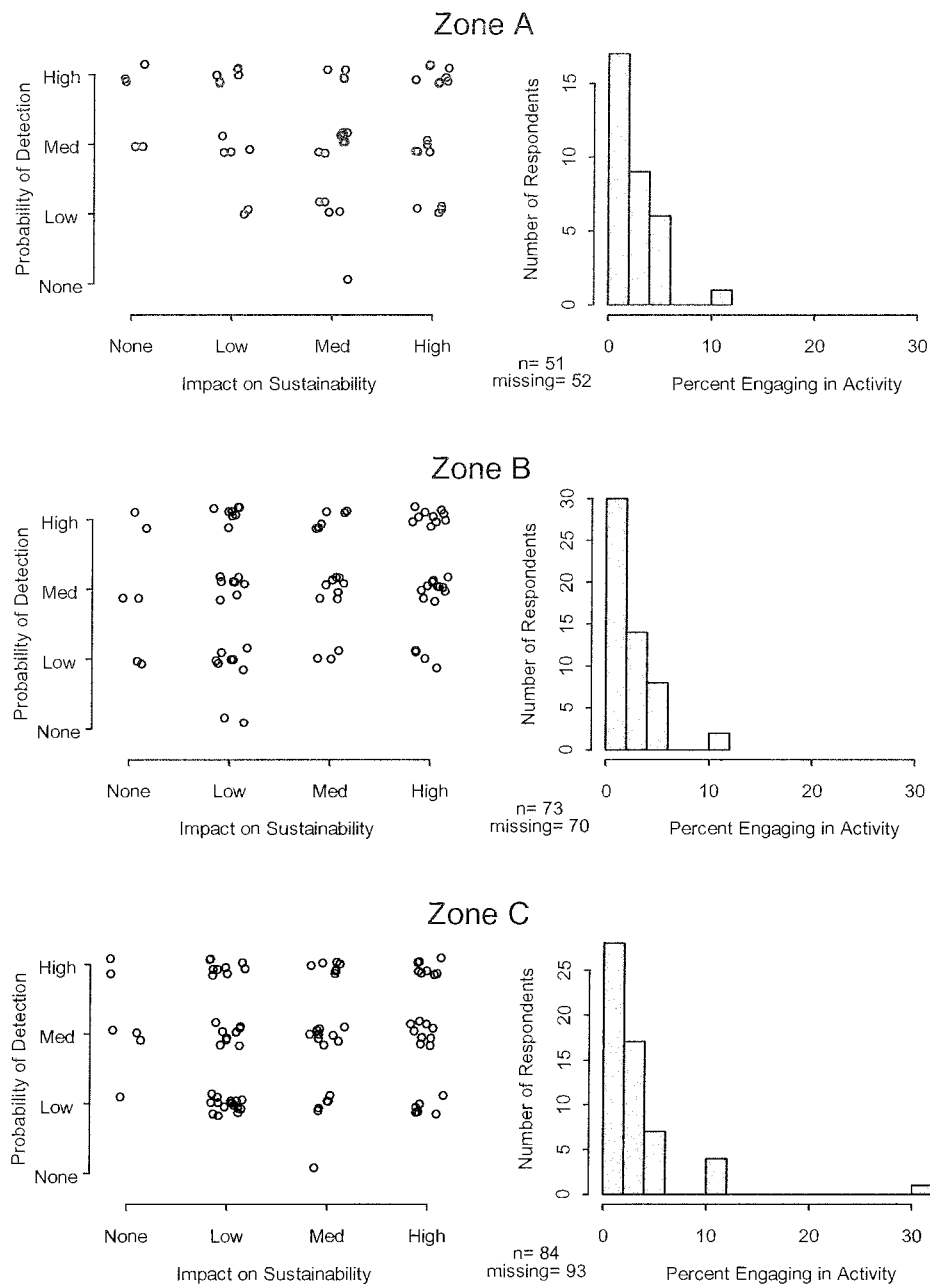 Zone A
Probability of Detection
High
Med
Low
None
None Low Med High
Impact on Sustainability
n= 51
missing= 52
Number of Respondents
15
10
5
0
0 10 20 30
Percent Engaging in Activity
Zone B
Probability of Detection
High
Med
Low
None
None Low Med High
Impact on Sustainability
n= 73
missing= 70
Number of Respondents
30
25
20
15
10
5
0
0 10 20 30
Percent Engaging in Activity
Zone C
Probability of Detection
High
Med
Low
None
None Low Med High
Impact on Sustainability
n= 84
missing= 93
Number of Respondents
25
20
15
10
5
0
0 10 20 30
Percent Engaging in Activity